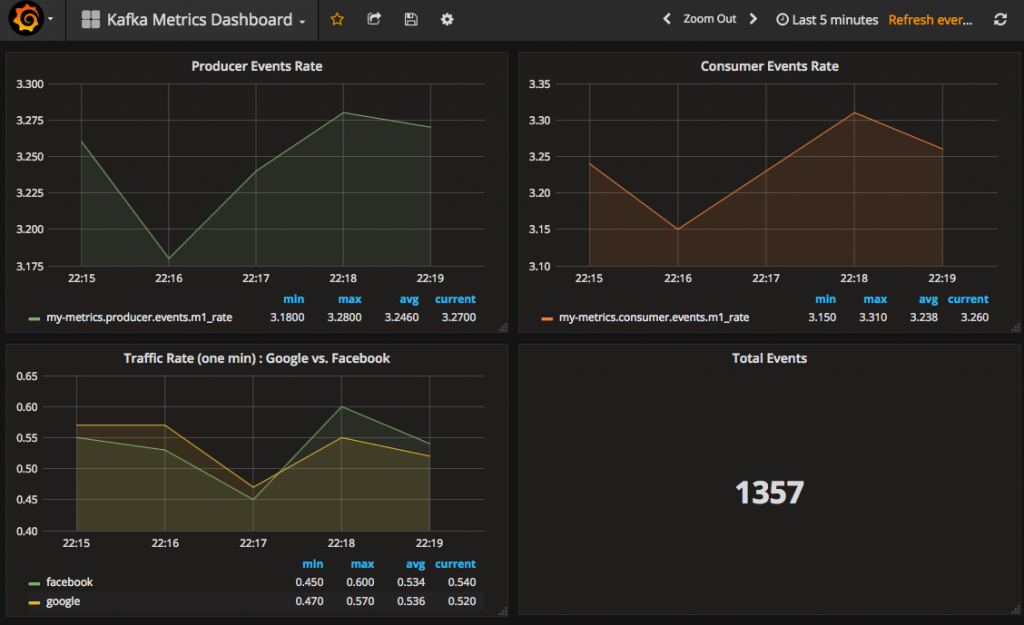 Kafka Metrics Dashboard
Zoom Out
Last 5 minutes
Refresh ever...
Producer Events Rate
3.300
3.275
3.250
3.225
3.200
3.175
22:15 22:16 22:17 22:18 22:19
min max avg current
my-metrics.producer.events.m1_rate 3.1800 3.2800 3.2460 3.2700
Consumer Events Rate
3.35
3.30
3.25
3.20
3.15
3.10
22:15 22:16 22:17 22:18 22:19
min max avg current
my-metrics.consumer.events.m1_rate 3.150 3.310 3.238 3.260
Traffic Rate (one min) : Google vs. Facebook
0.65
0.60
0.55
0.50
0.45
0.40
22:15 22:16 22:17 22:18 22:19
min max avg current
facebook 0.450 0.600 0.534 0.540
google 0.470 0.570 0.536 0.520
Total Events
1357